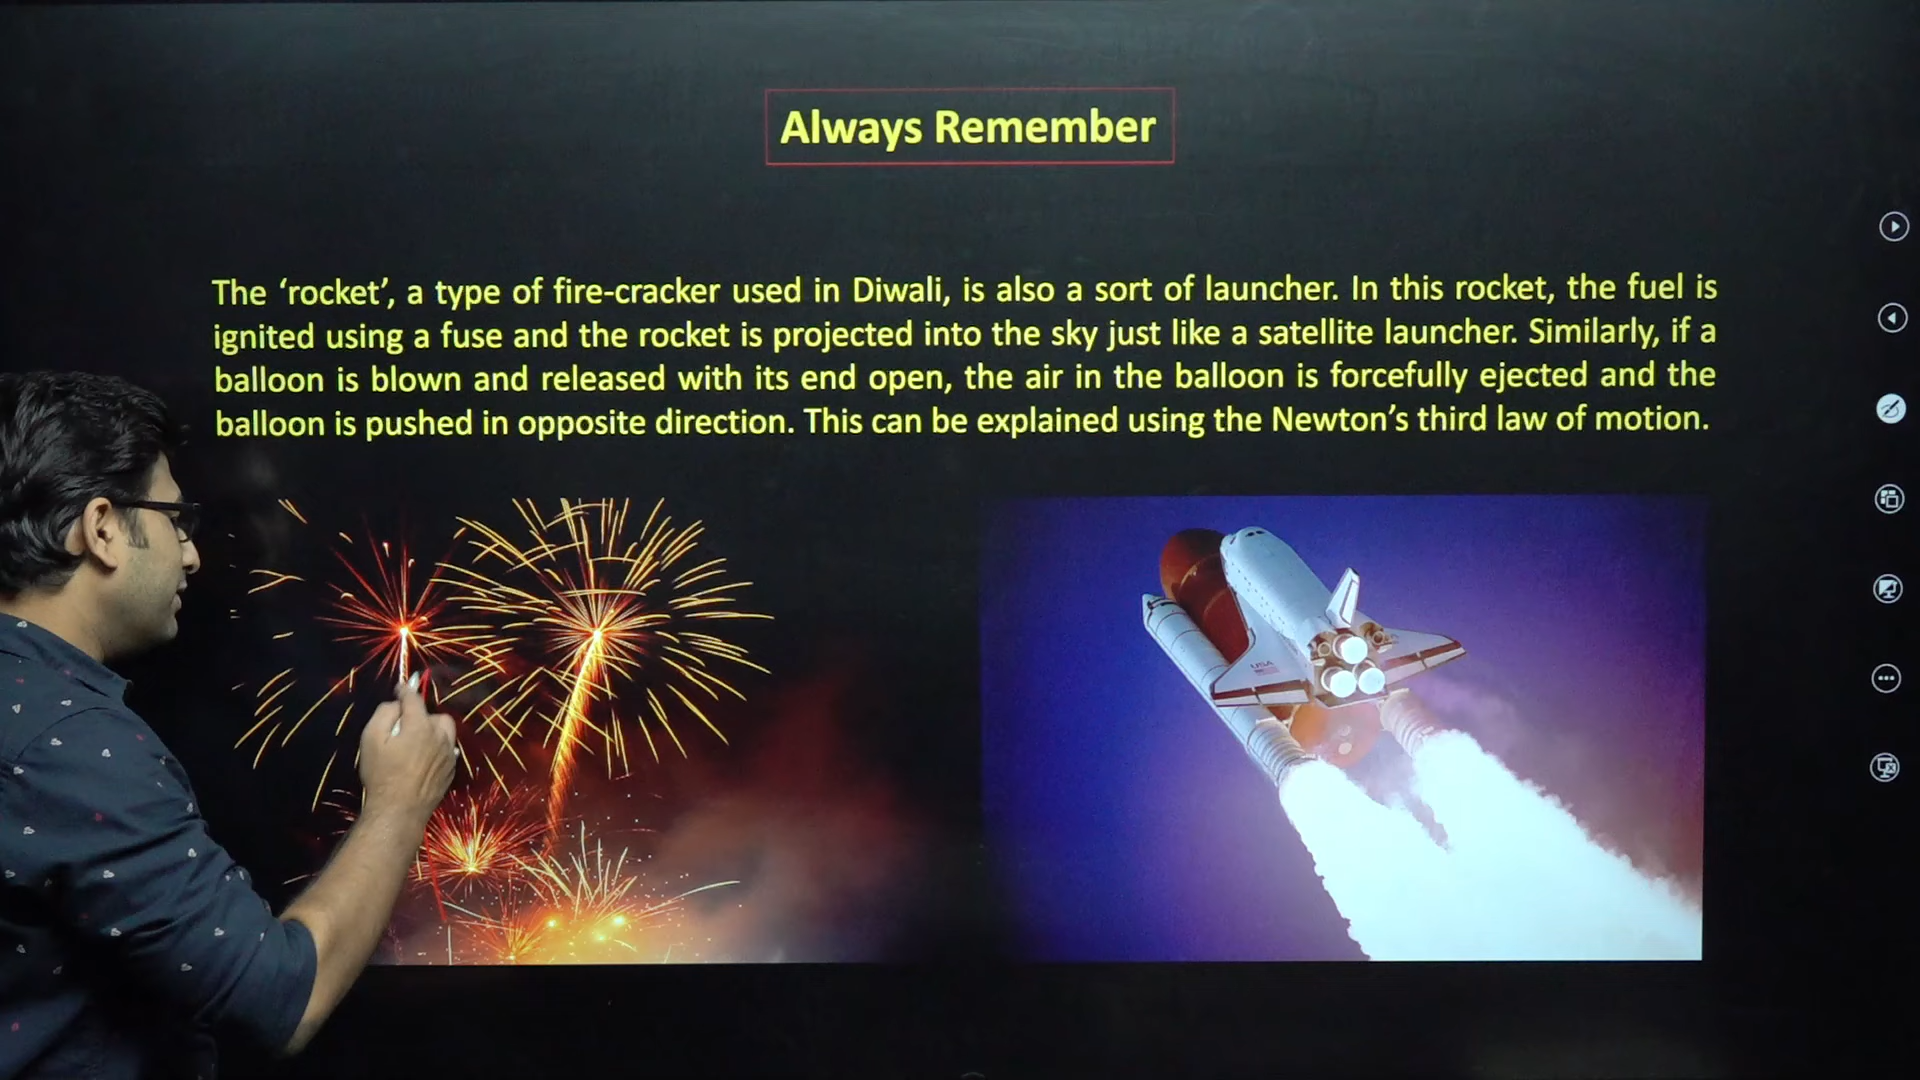 Always Remember
The ‘rocket’, a type of fire-cracker used in Diwali, is also a sort of launcher. In this rocket, the fuel is
ignited using a fuse and the rocket is projected into the sky just like a satellite launcher. Similarly, if a
balloon is blown and released with its end open, the air in the balloon is forcefully ejected and the
balloon is pushed in opposite direction. This can be explained using the Newton’s third law of motion.
USA